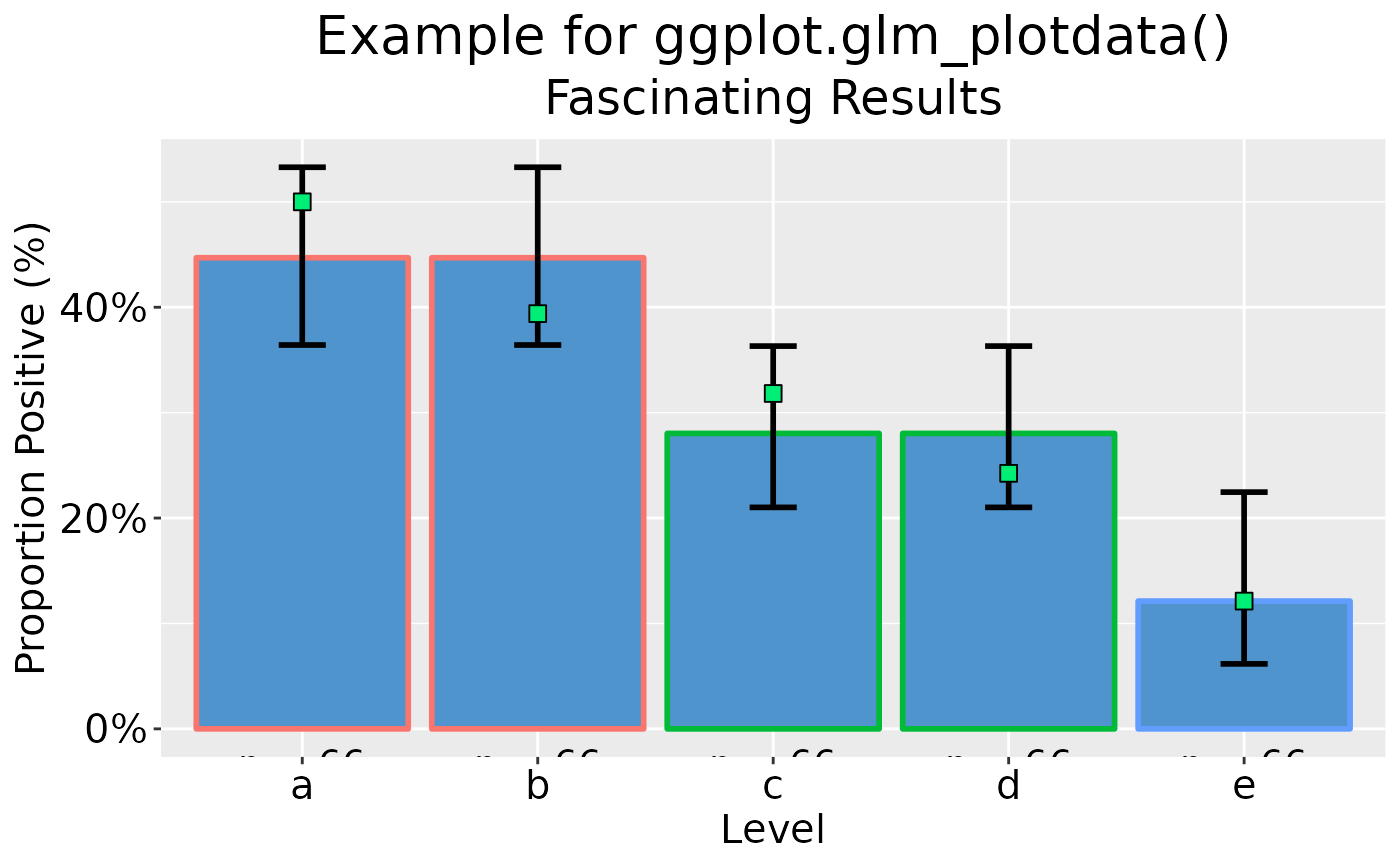 Example for ggplot.glm_plotdata()
Fascinating Results
Proportion Positive (%)
40%
20%
0%
a b c d e
Level